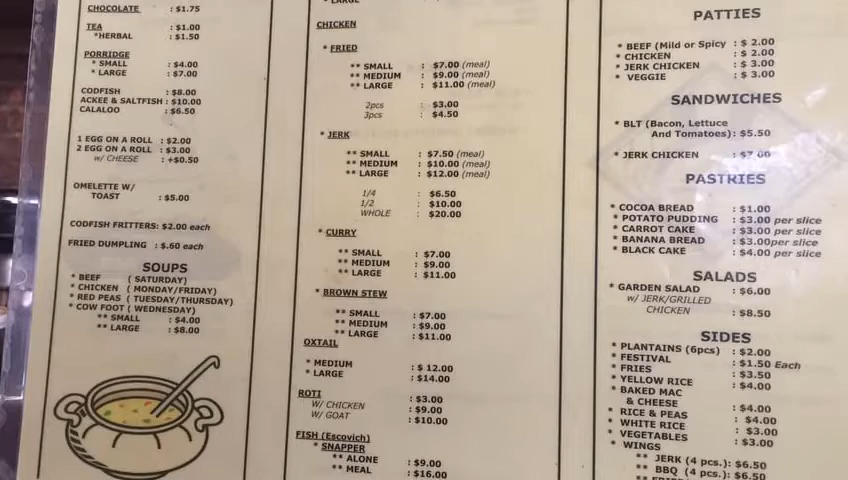 CHOCOLATE : $1.75
TEA : $1.00
*HERBAL : $1.50
PORRIDGE
* SMALL : $4.00
* LARGE : $7.00
CODFISH : $8.00
ACKEE & SALTFISH : $10.00
CALALOO : $6.50
1 EGG ON A ROLL : $2.00
2 EGG ON A ROLL : $3.00
w/ CHEESE : +$0.50
OMELETTE W/
TOAST : $5.00
CODFISH FRITTERS: $2.00 each
FRIED DUMPLING : $.60 each
SOUPS
* BEEF ( SATURDAY)
* CHICKEN ( MONDAY/FRIDAY)
* RED PEAS ( TUESDAY/THURSDAY)
* COW FOOT ( WEDNESDAY)
** SMALL : $4.00
** LARGE : $8.00
* LARGE
CHICKEN
* FRIED
** SMALL : $7.00 (meal)
** MEDIUM : $9.00 (meal)
** LARGE : $11.00 (meal)
2pcs : $3.00
3pcs : $4.50
* JERK
** SMALL : $7.50 (meal)
** MEDIUM : $10.00 (meal)
** LARGE : $12.00 (meal)
1/4 : $6.50
1/2 : $10.00
WHOLE : $20.00
* CURRY
** SMALL : $7.00
** MEDIUM : $9.00
** LARGE : $11.00
* BROWN STEW
** SMALL : $7.00
** MEDIUM : $9.00
** LARGE : $11.00
OXTAIL
* MEDIUM : $ 12.00
* LARGE : $14.00
ROTI : $3.00
W/ CHICKEN : $9.00
W/ GOAT : $10.00
FISH (Escovich)
* SNAPPER
** ALONE : $9.00
** MEAL : $16.00
PATTIES
* BEEF (Mild or Spicy : $ 2.00
* CHICKEN : $ 2.00
* JERK CHICKEN : $ 3.00
* VEGGIE : $ 3.00
SANDWICHES
* BLT (Bacon, Lettuce
And Tomatoes): $5.50
* JERK CHICKEN : $7.00
PASTRIES
* COCOA BREAD : $1.00
* POTATO PUDDING : $3.00 per slice
* CARROT CAKE : $3.00 per slice
* BANANA BREAD : $3.00per slice
* BLACK CAKE : $4.00 per slice
SALADS
* GARDEN SALAD : $6.00
w/ JERK/GRILLED
CHICKEN : $8.50
SIDES
* PLANTAINS (6pcs) : $2.00
* FESTIVAL : $1.50 Each
* FRIES : $3.50
* YELLOW RICE : $4.00
* BAKED MAC
& CHEESE : $4.00
* RICE & PEAS : $4.00
* WHITE RICE : $3.00
* VEGETABLES : $3.00
* WINGS
** JERK (4 pcs.): $6.50
** BBQ (4 pcs.): $6.50